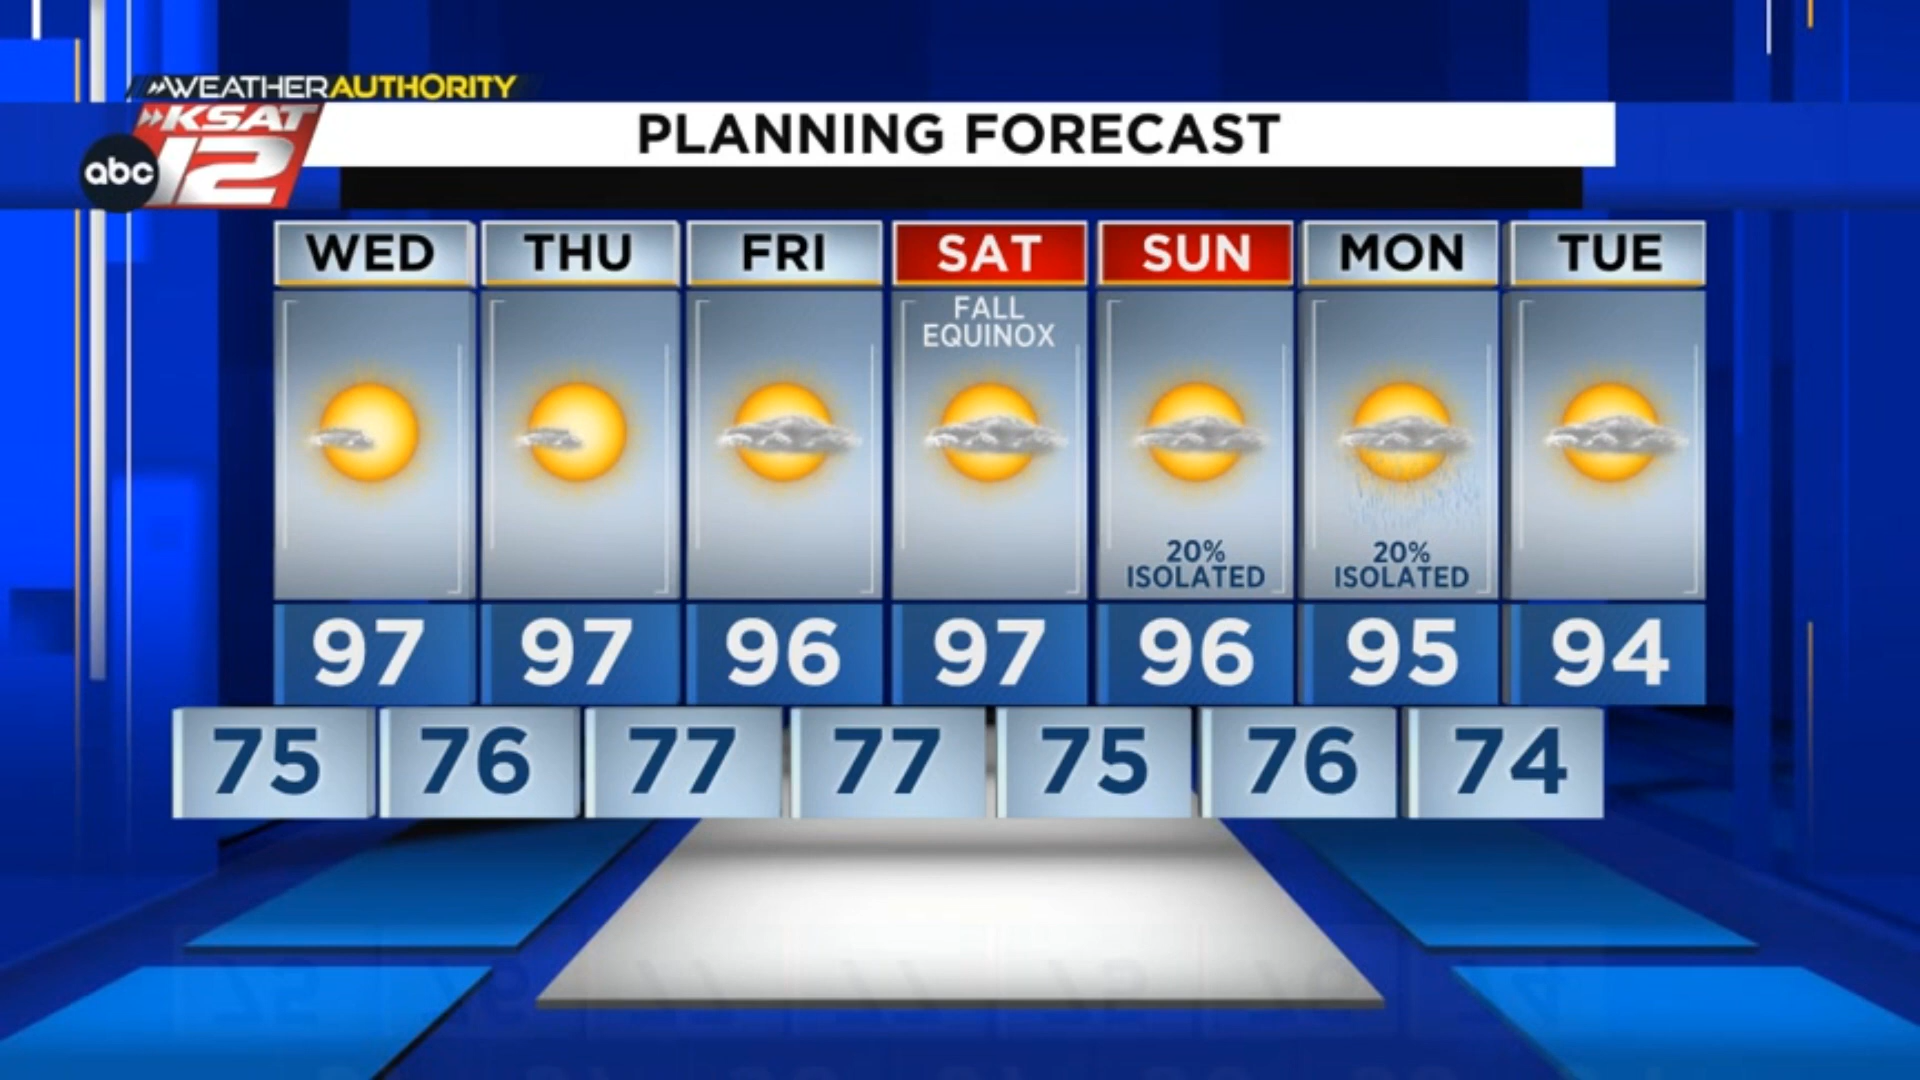 WEATHERAUTHORITY
KSAT
abc 12
PLANNING FORECAST
WED THU FRI SAT SUN MON TUE
FALL
EQUINOX
20% 20%
ISOLATED ISOLATED
97 97 96 97 96 95 94
75 76 77 77 75 76 74